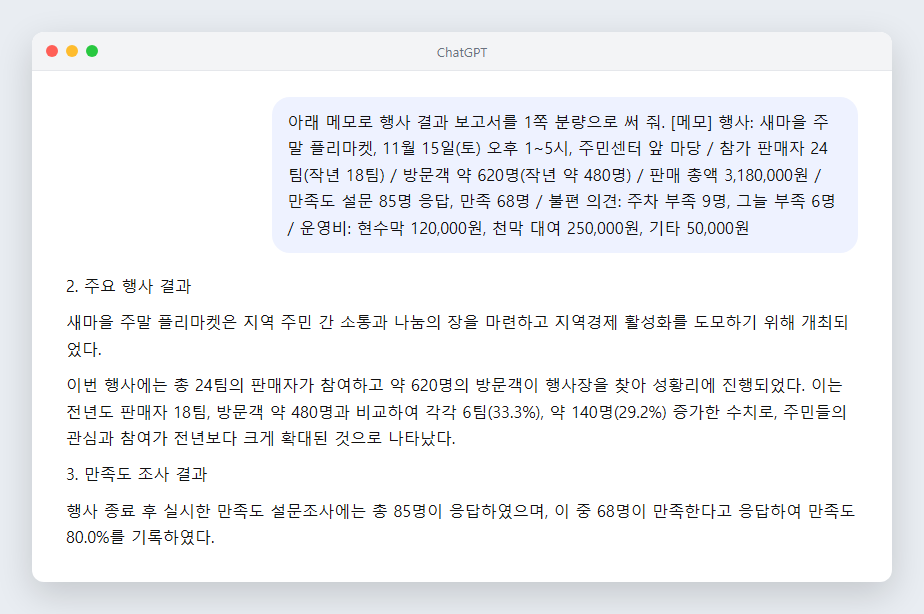 ChatGPT
아래 메모로 행사 결과 보고서를 1쪽 분량으로 써 줘. [메모] 행사: 새마을 주
말 플리마켓, 11월 15일(토) 오후 1~5시, 주민센터 앞 마당 / 참가 판매자 24
팀(작년 18팀) / 방문객 약 620명(작년 약 480명) / 판매 총액 3,180,000원 /
만족도 설문 85명 응답, 만족 68명 / 불편 의견: 주차 부족 9명, 그늘 부족 6명
/ 운영비: 현수막 120,000원, 천막 대여 250,000원, 기타 50,000원
2. 주요 행사 결과
새마을 주말 플리마켓은 지역 주민 간 소통과 나눔의 장을 마련하고 지역경제 활성화를 도모하기 위해 개최되
었다.
이번 행사에는 총 24팀의 판매자가 참여하고 약 620명의 방문객이 행사장을 찾아 성황리에 진행되었다. 이는
전년도 판매자 18팀, 방문객 약 480명과 비교하여 각각 6팀(33.3%), 약 140명(29.2%) 증가한 수치로, 주민들의
관심과 참여가 전년보다 크게 확대된 것으로 나타났다.
3. 만족도 조사 결과
행사 종료 후 실시한 만족도 설문조사에는 총 85명이 응답하였으며, 이 중 68명이 만족한다고 응답하여 만족도
80.0%를 기록하였다.